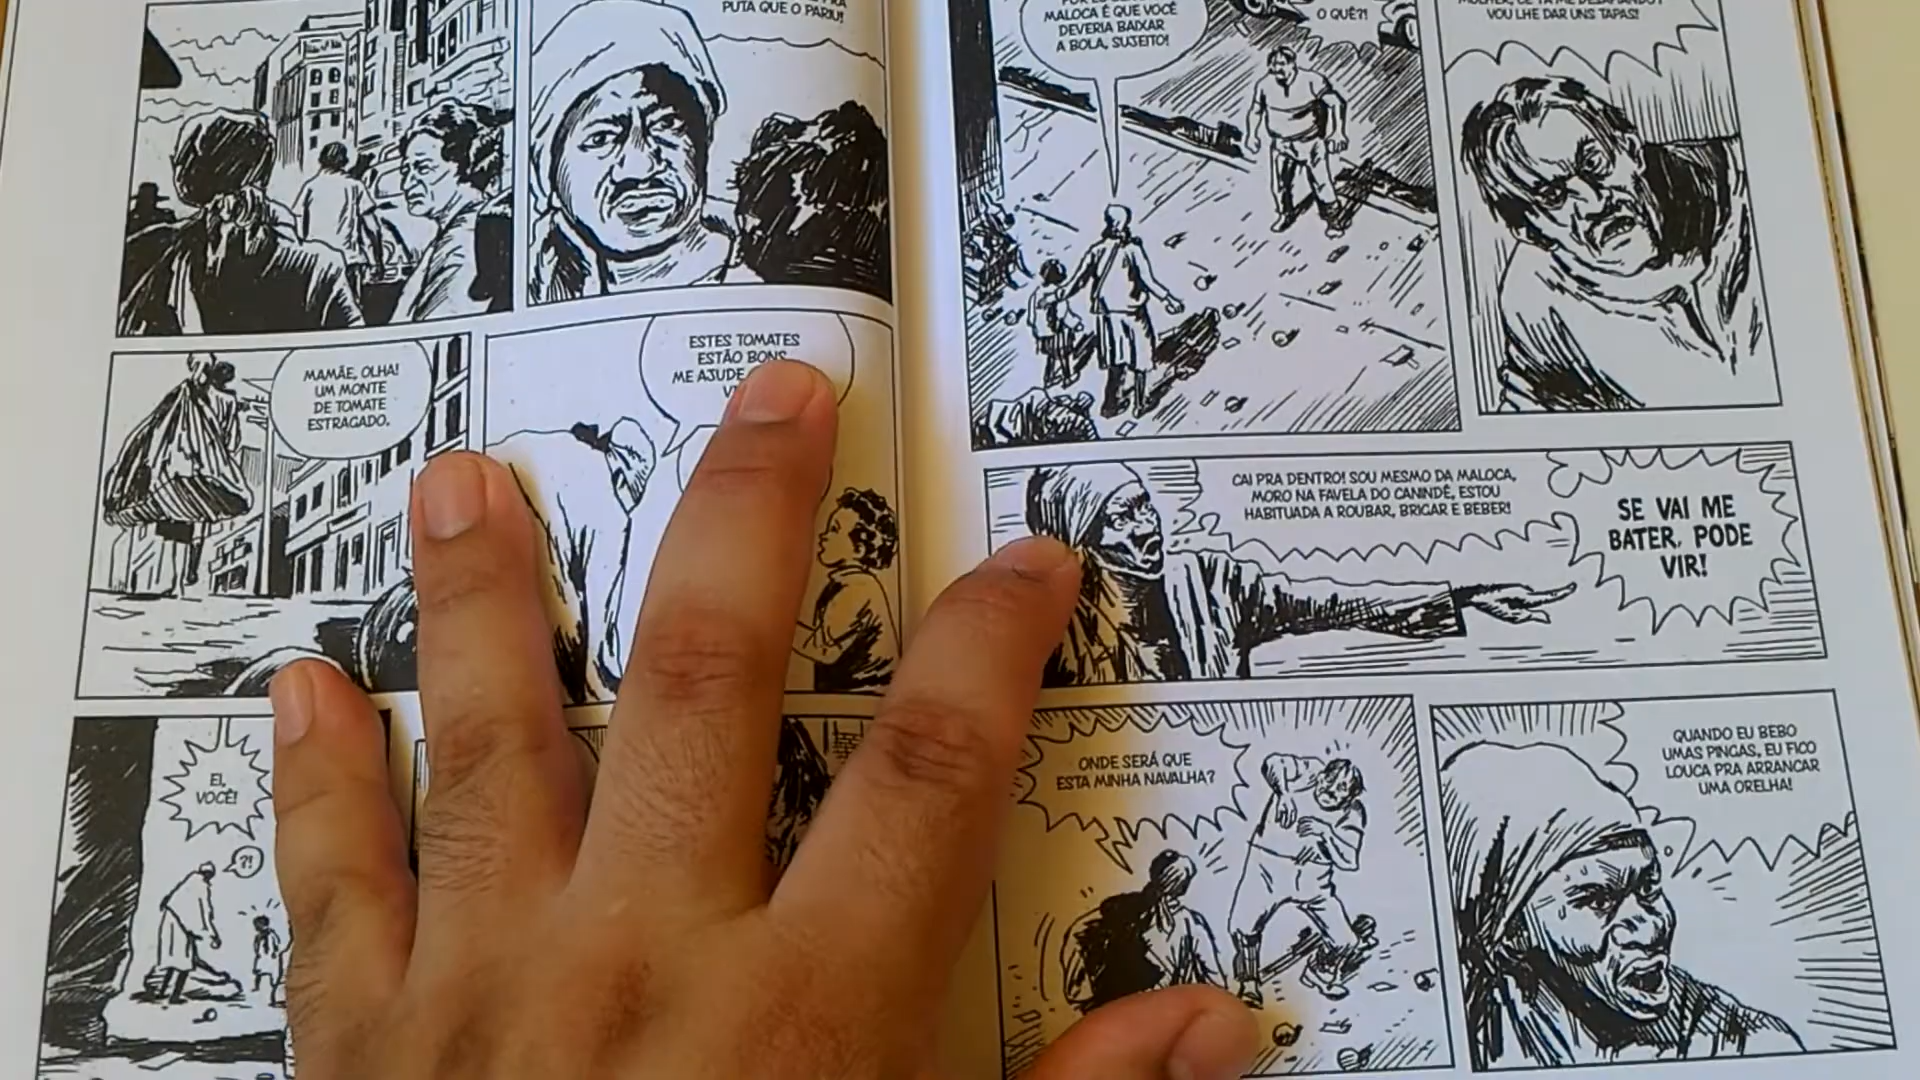 PUTA QUE O PARIU!
MAMÃE, OLHA!
UM MONTE
DE TOMATE
ESTRAGADO.
ESTES TOMATES
ESTÃO BONS.
ME AJUDE
EI,
VOCÊ!
?!
MALOCA É QUE VOCÊ
DEVERIA BAIXAR
A BOLA, SUJEITO!
O QUÊ?!
VOU LHE DAR UNS TAPAS!
CAI PRA DENTRO! SOU MESMO DA MALOCA,
MORO NA FAVELA DO CANINDÉ, ESTOU
HABITUADA A ROUBAR, BRIGAR E BEBER!
SE VAI ME
BATER, PODE
VIR!
ONDE SERÁ QUE
ESTA MINHA NAVALHA?
QUANDO EU BEBO
UMAS PINGAS, EU FICO
LOUCA PRA ARRANCAR
UMA ORELHA!